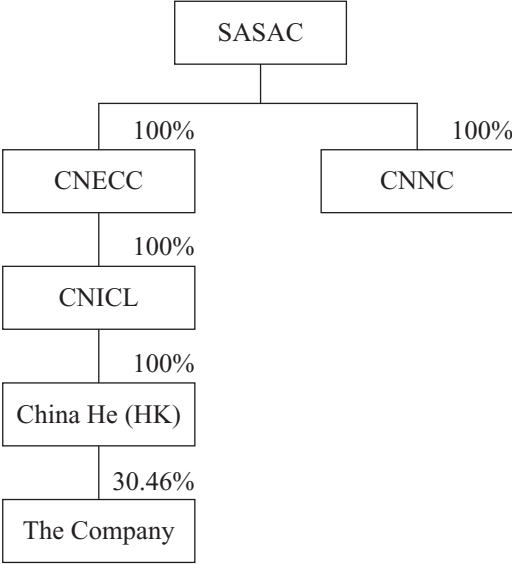 SASAC
100%
100%
CNECC
CNNC
100%
CNICL
100%
China He (HK)
30.46%
The Company